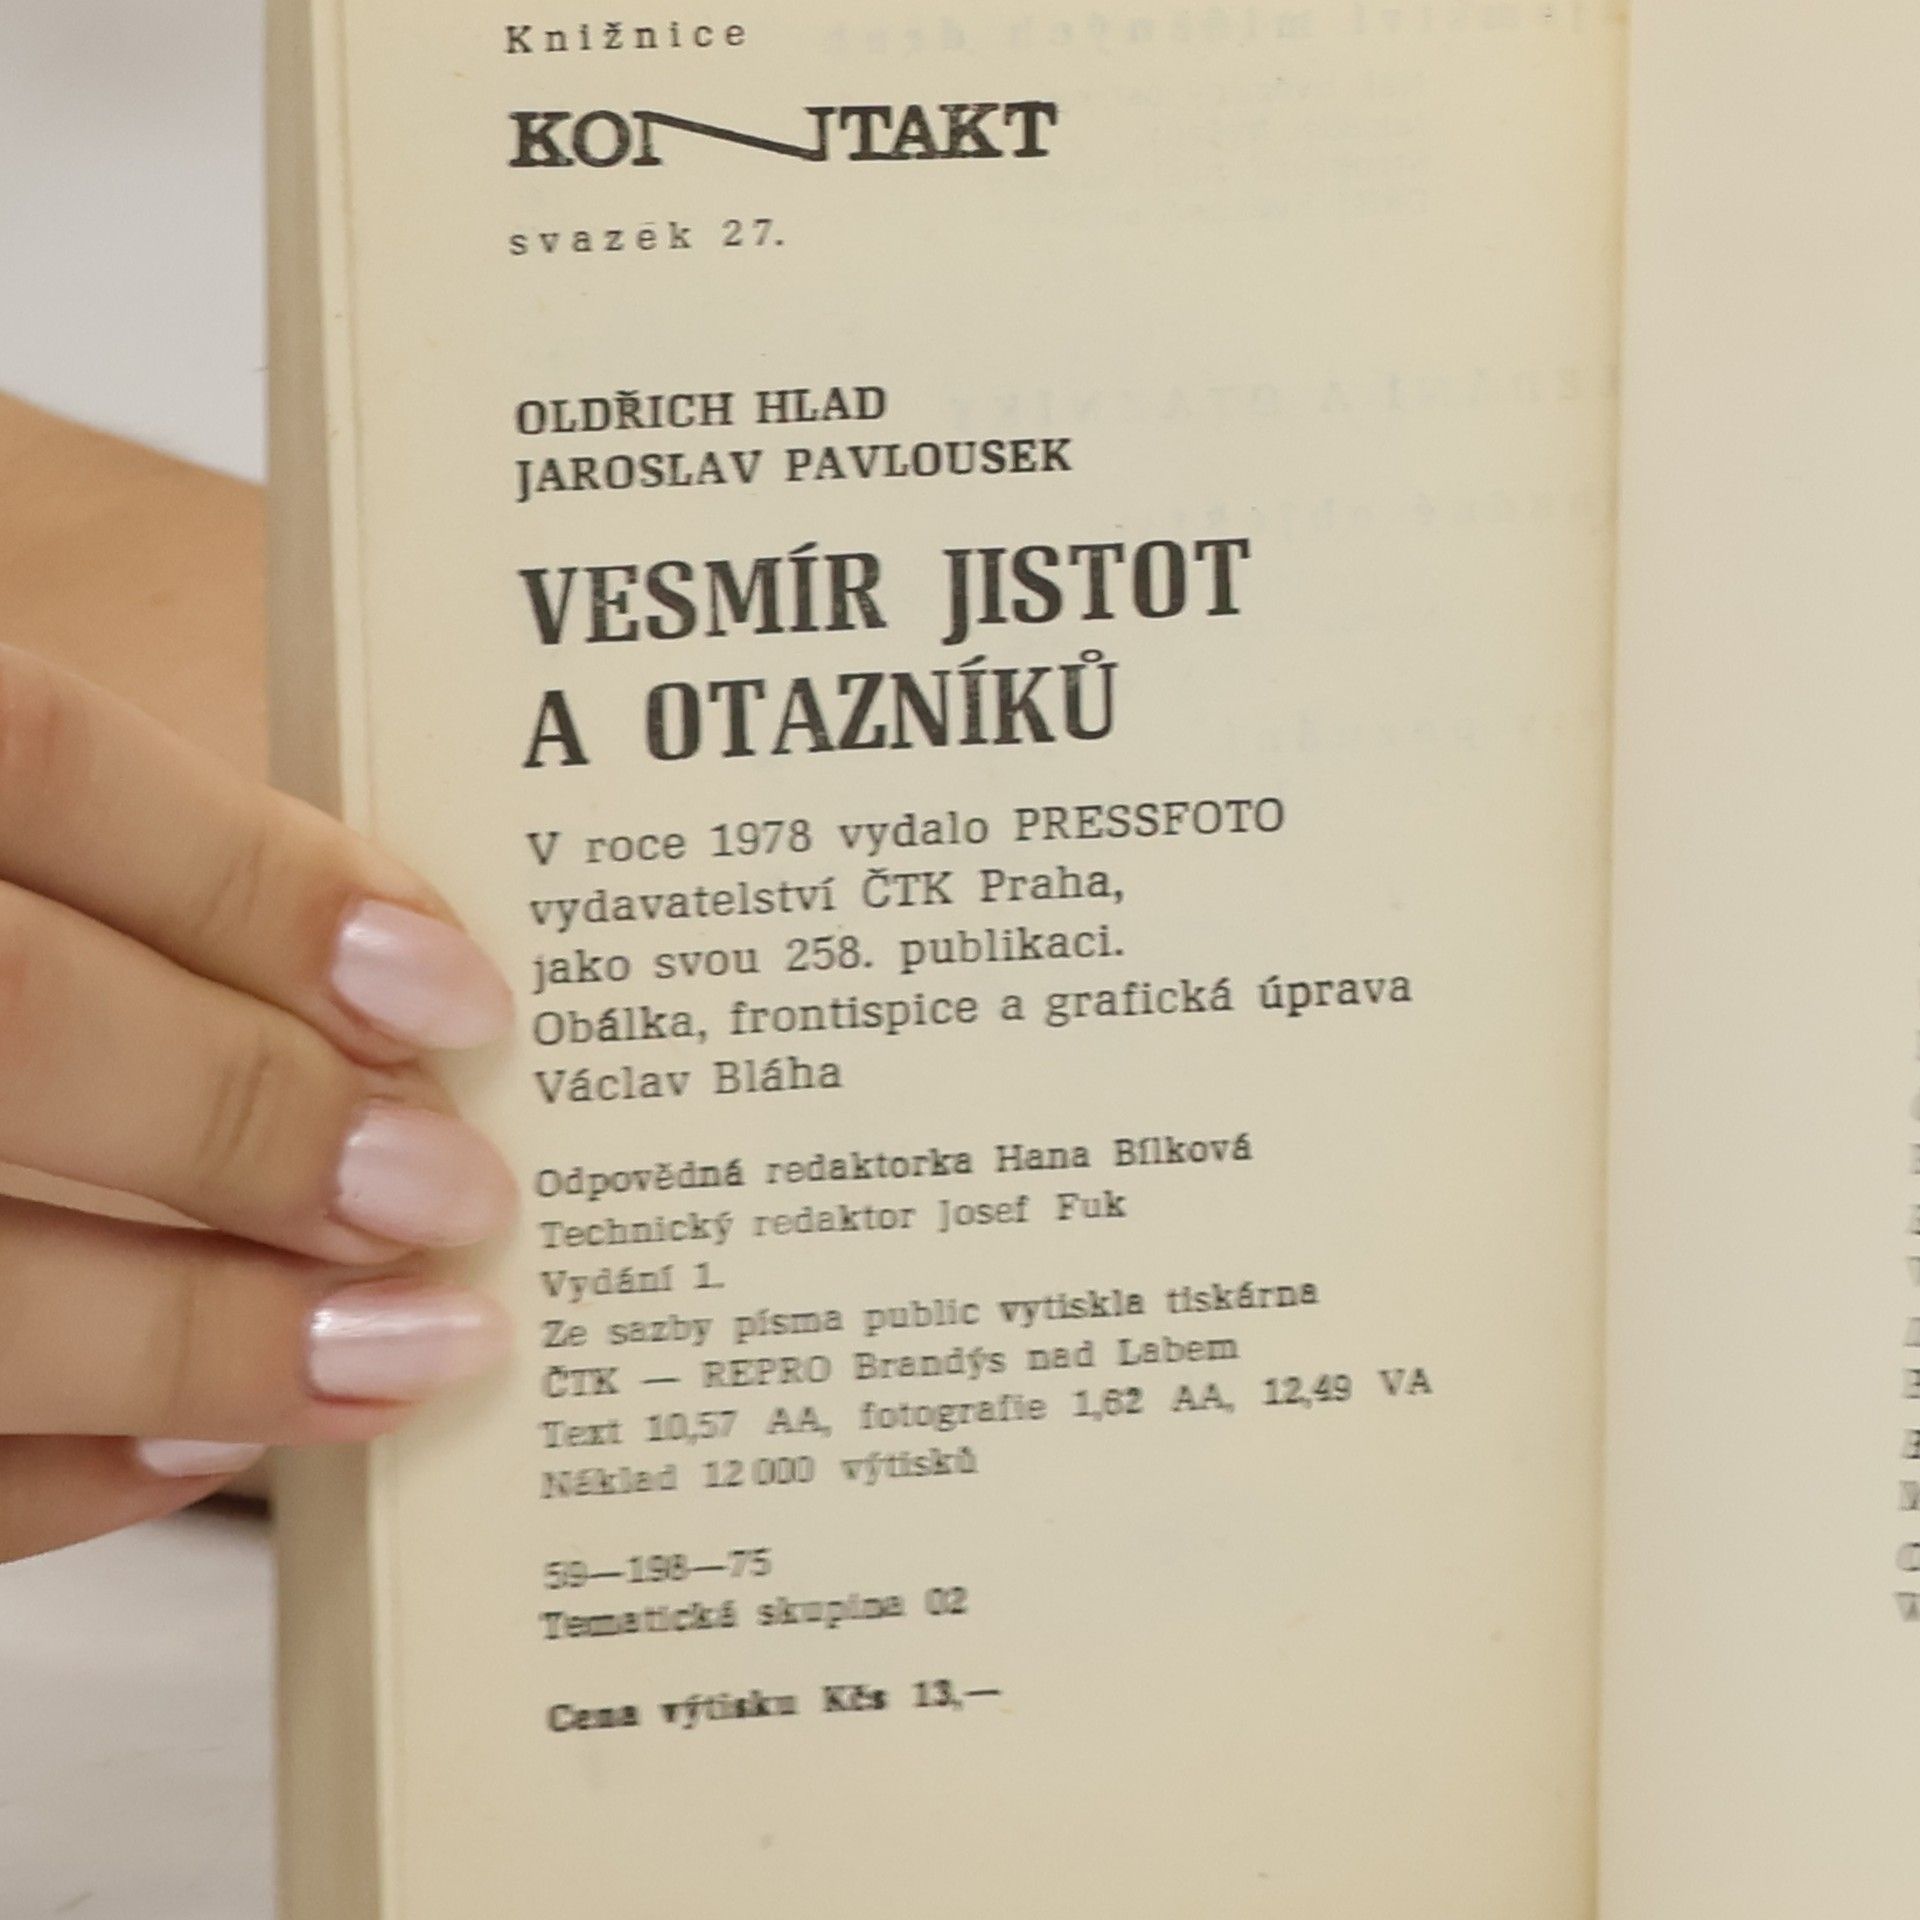 Knižnice
KONTAKT
svazek 27.
OLDŘICH HLAD
JAROSLAV PAVLOUSEK
VESMÍR JISTOT
A OTAZNÍKŮ
V roce 1978 vydalo PRESSFOTO
vydavatelství ČTK Praha,
jako svou 258. publikaci.
Obálka, frontispice a grafická úprava
Václav Bláha
Odpovědná redaktorka Hana Bílková
Technický redaktor Josef Fuk
Vydání 1.
Ze sazby písma public vytiskla tiskárna
ČTK — REPRO Brandýs nad Labem
Text 10,57 AA, fotografie 1,62 AA, 12,49 VA
Náklad 12 000 výtisků
59—198—75
Tematická skupina 02
Cena výtisku Kčs 13,—